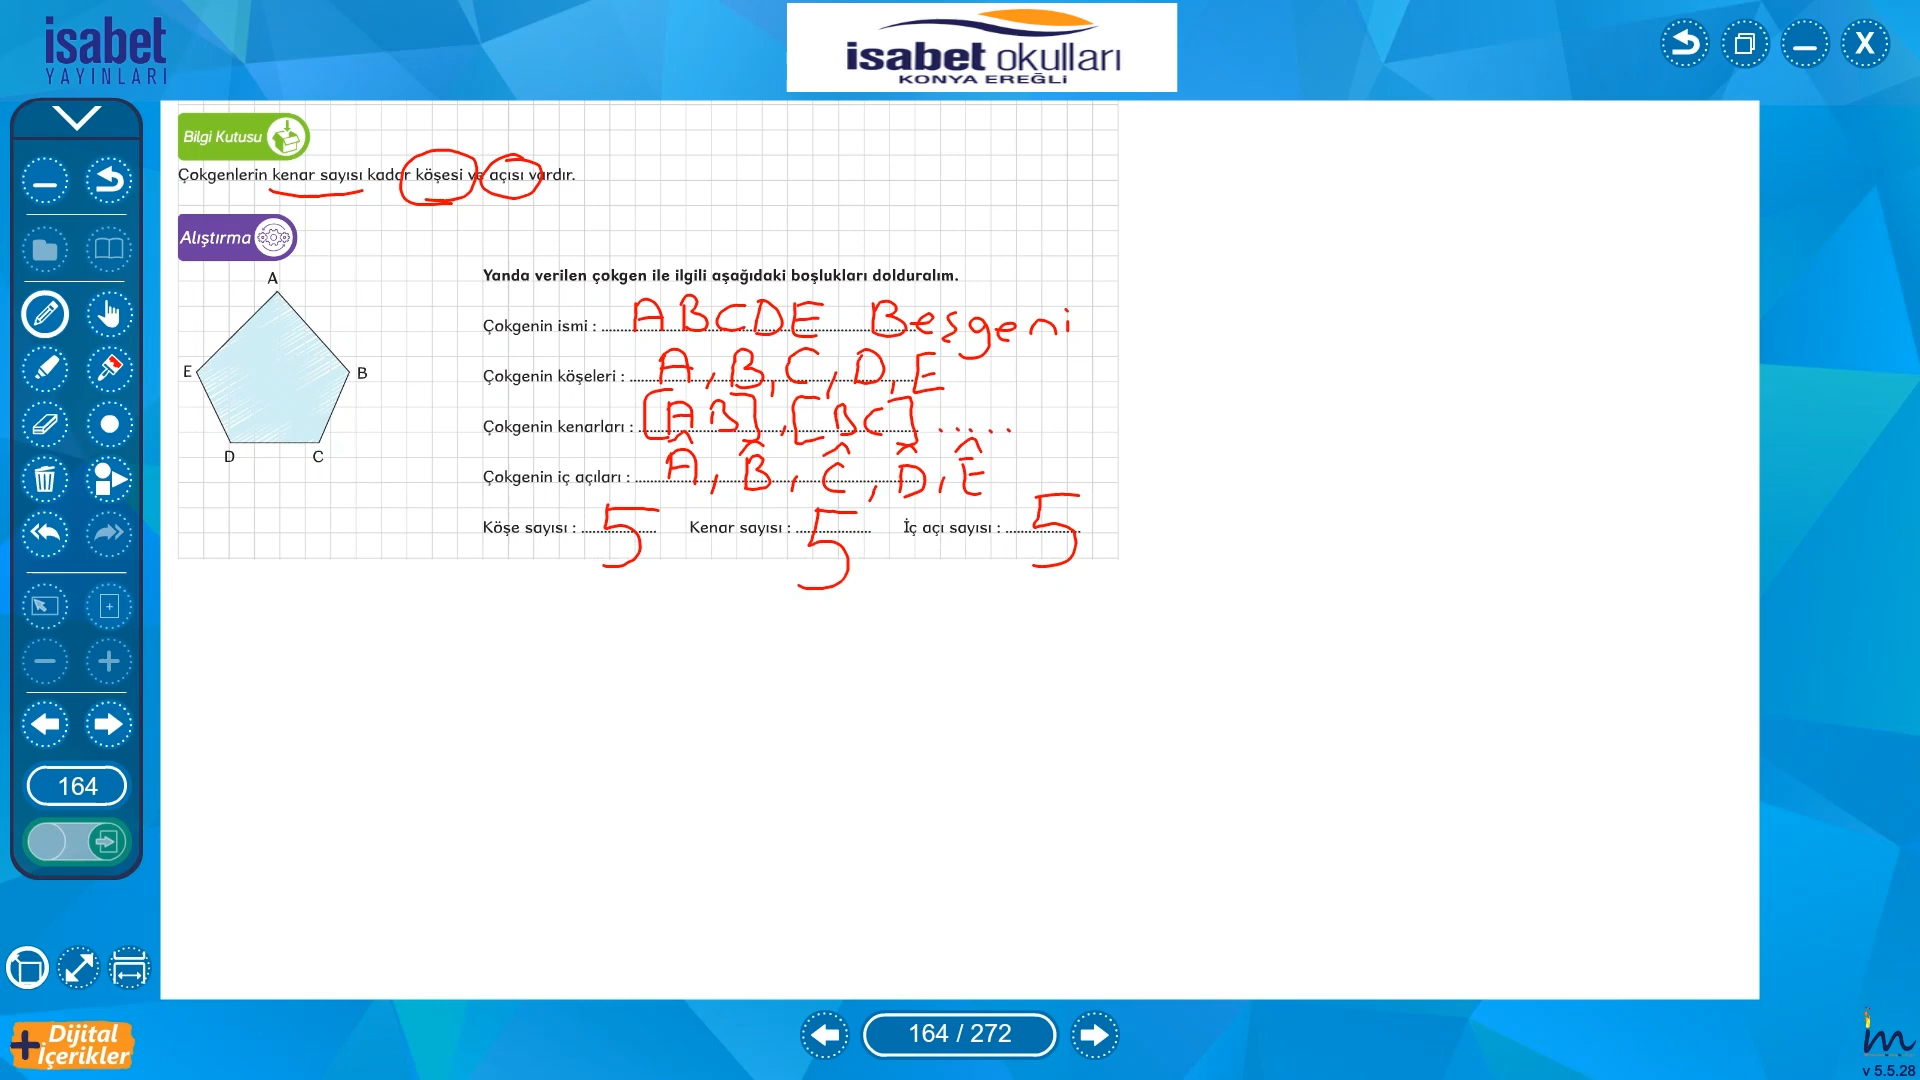 isabet
YAYINLARI
isabet okulları
KONYA EREĞLİ
X
Bilgi Kutusu
Çokgenlerin kenar sayısı kadar köşesi ve açısı vardır.
Alıştırma
A
E
B
D
C
Yanda verilen çokgen ile ilgili aşağıdaki boşlukları dolduralım.
Çokgenin ismi : ABCDE Beşgeni
Çokgenin köşeleri : A, B, C, D, E
Çokgenin kenarları : [AB], [BC] .....
Çokgenin iç açıları : Â, B̂, Ĉ, D̂, Ê
Köşe sayısı : 5 Kenar sayısı : 5 İç açı sayısı : 5
164
+ Dijital
İçerikler
164 / 272
v 5.5.28